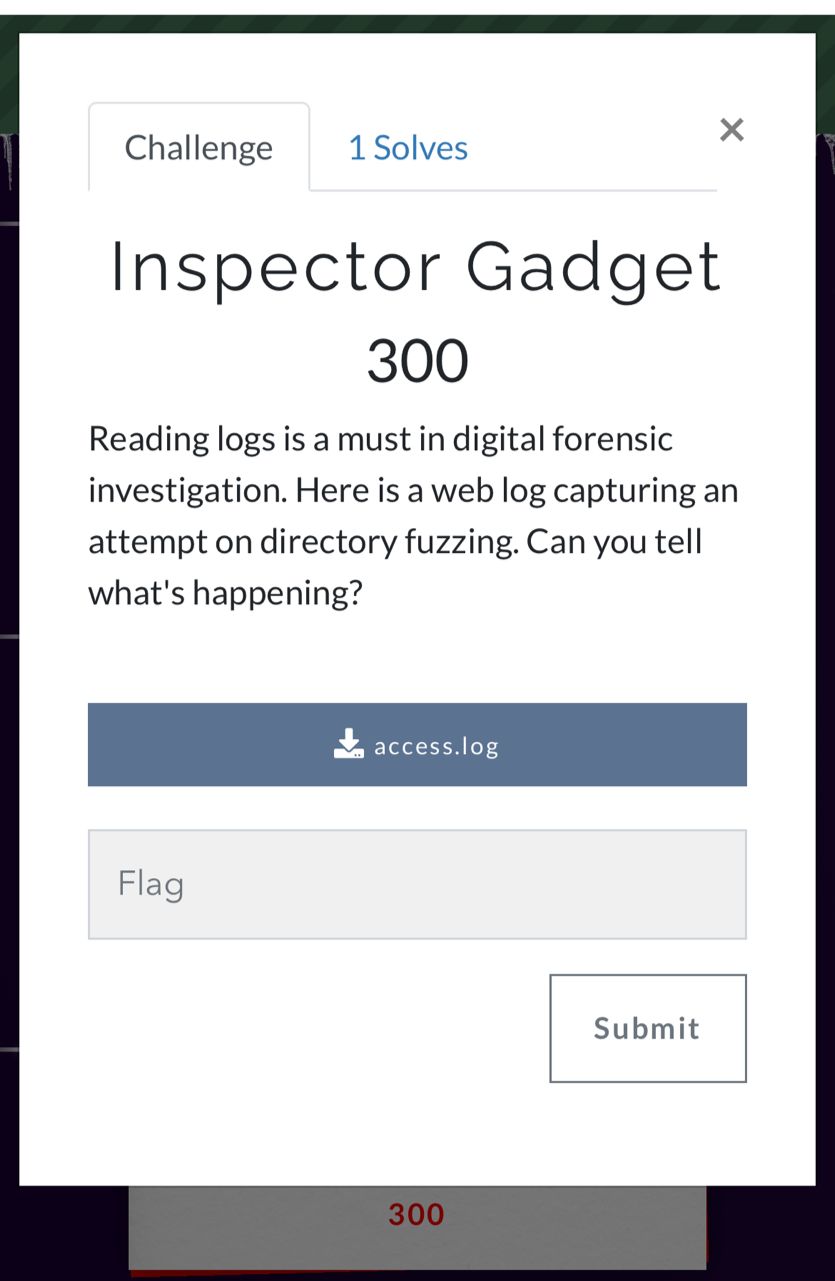 Challenge
1 Solves
×
Inspector Gadget
300
Reading logs is a must in digital forensic
investigation. Here is a web log capturing an
attempt on directory fuzzing. Can you tell
what's happening?
access.log
Flag
Submit
300